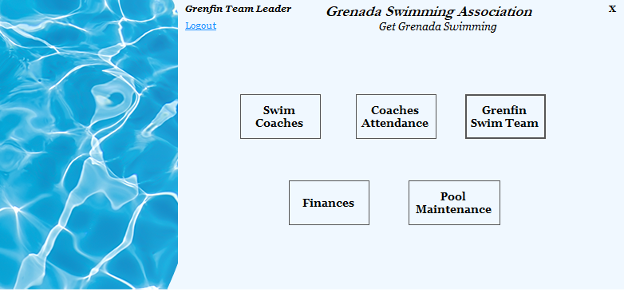 Grenfin Team Leader
Grenada Swimming Association
x
Logout
Get Grenada Swimming
Swim
Coaches
Coaches
Attendance
Grenfin
Swim Team
Finances
Pool
Maintenance